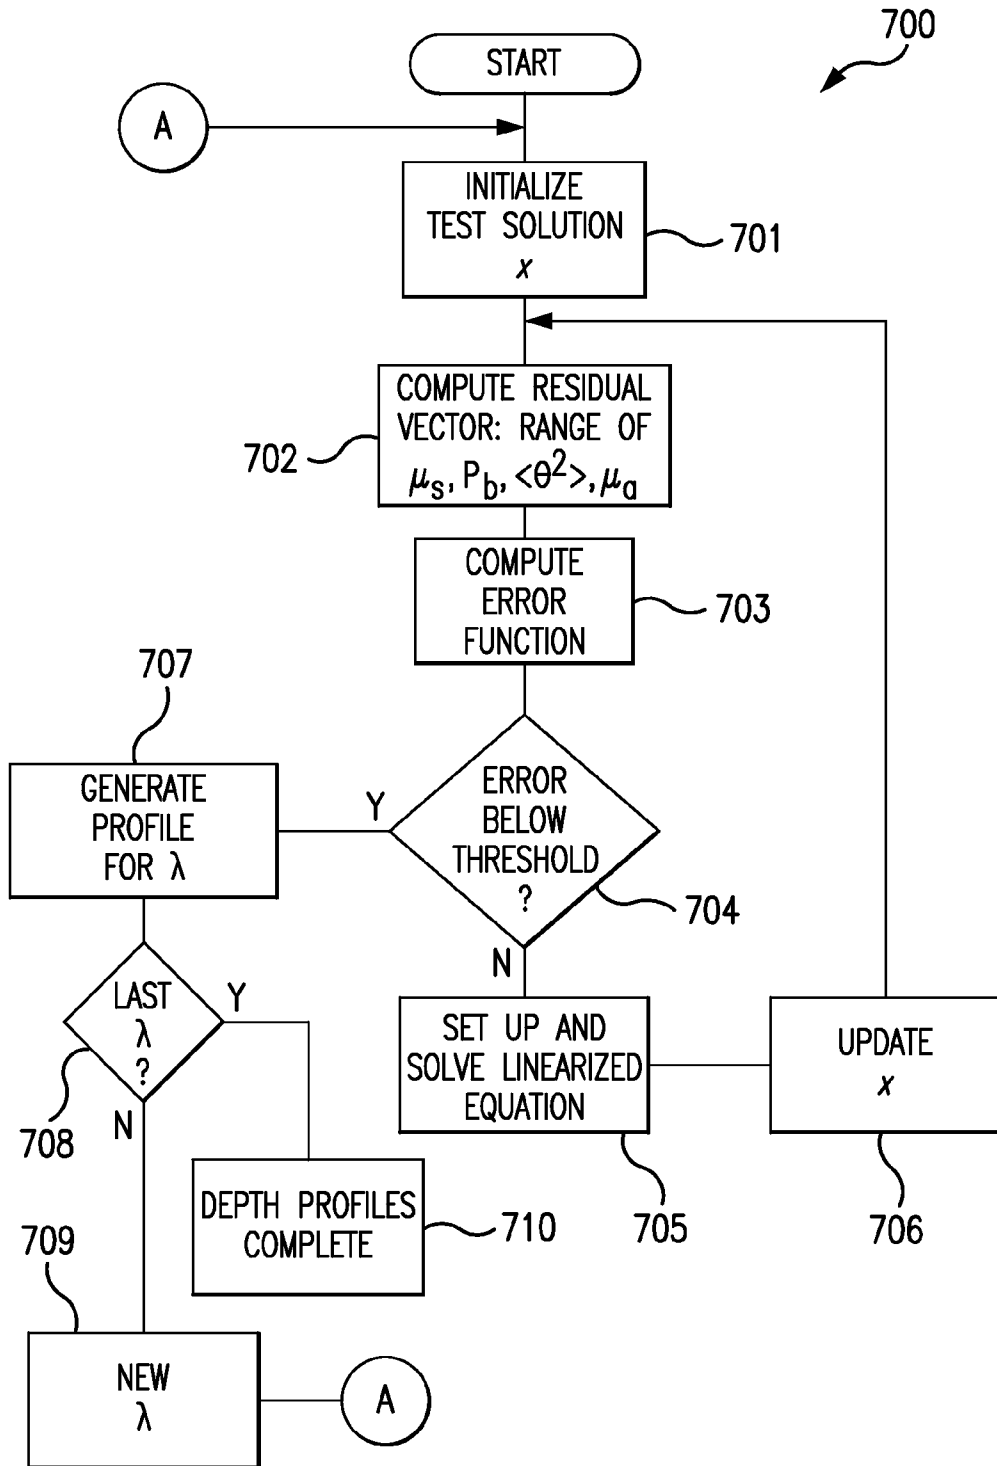 700
START
A
INITIALIZE
TEST SOLUTION
x
701
COMPUTE RESIDUAL
VECTOR: RANGE OF
μs, Pb, <θ²>, μa
702
COMPUTE
ERROR
FUNCTION
703
707
GENERATE
PROFILE
FOR λ
Y
ERROR
BELOW
THRESHOLD
?
704
N
LAST
λ
?
Y
708
N
SET UP AND
SOLVE LINEARIZED
EQUATION
705
UPDATE
x
706
DEPTH PROFILES
COMPLETE
710
709
NEW
λ
A